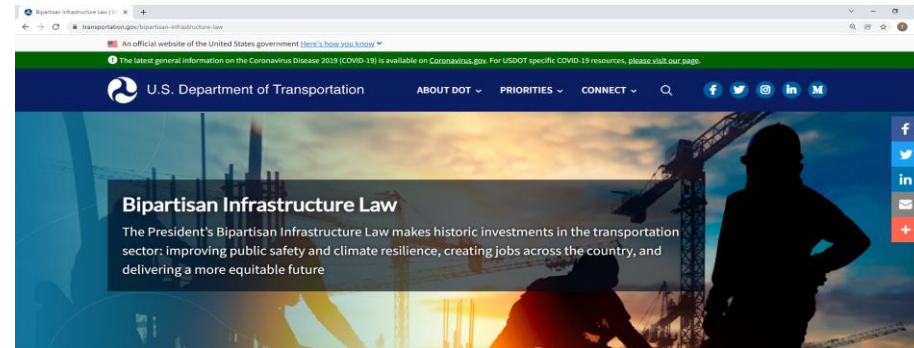 Bipartisan Infrastructure Law
transportation.gov/bipartisan-infrastructure-law
An official website of the United States government Here's how you know
The latest general information on the Coronavirus Disease 2019 (COVID-19) is available on Coronavirus.gov. For USDOT specific COVID-19 resources, please visit our page.
U.S. Department of Transportation ABOUT DOT PRIORITIES CONNECT
Bipartisan Infrastructure Law
The President's Bipartisan Infrastructure Law makes historic investments in the transportation
sector: improving public safety and climate resilience, creating jobs across the country, and
delivering a more equitable future